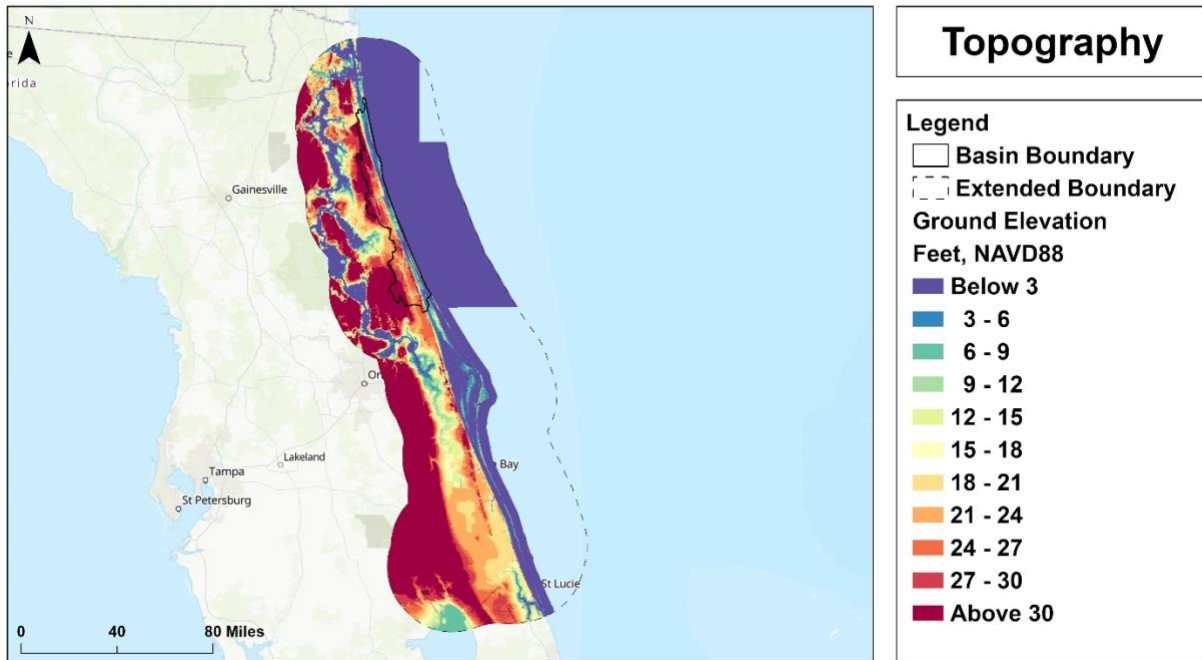 N
e
orida
Gainesville
Or
Lakeland
Tampa
St Petersburg
Bay
St Lucie
0 40 80 Miles
Topography
Legend
Basin Boundary
Extended Boundary
Ground Elevation
Feet, NAVD88
Below 3
3 - 6
6 - 9
9 - 12
12 - 15
15 - 18
18 - 21
21 - 24
24 - 27
27 - 30
Above 30